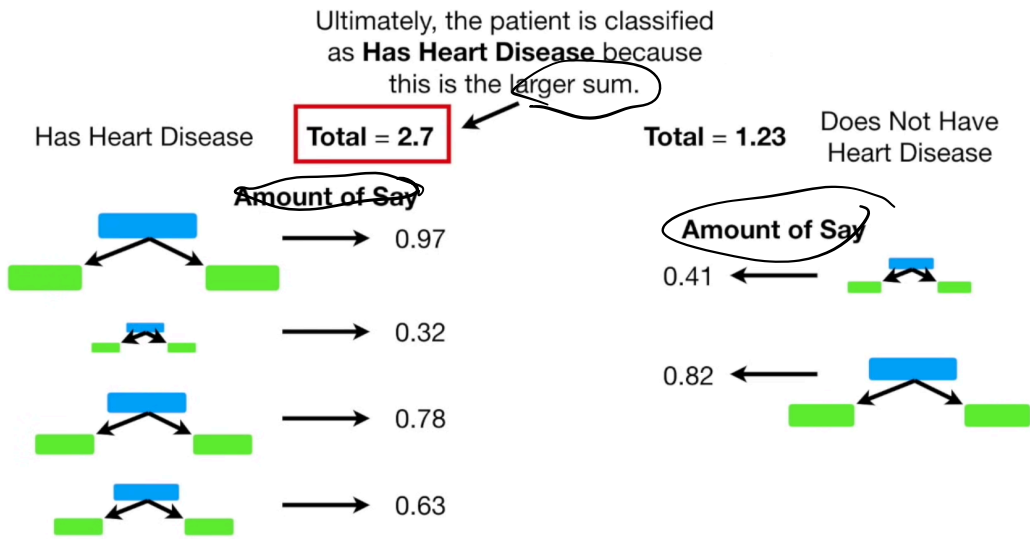 Ultimately, the patient is classified
as Has Heart Disease because
this is the larger sum.
Has Heart Disease
Total = 2.7
Amount of Say
0.97
0.32
0.78
0.63
Total = 1.23
Does Not Have
Heart Disease
Amount of Say
0.41
0.82